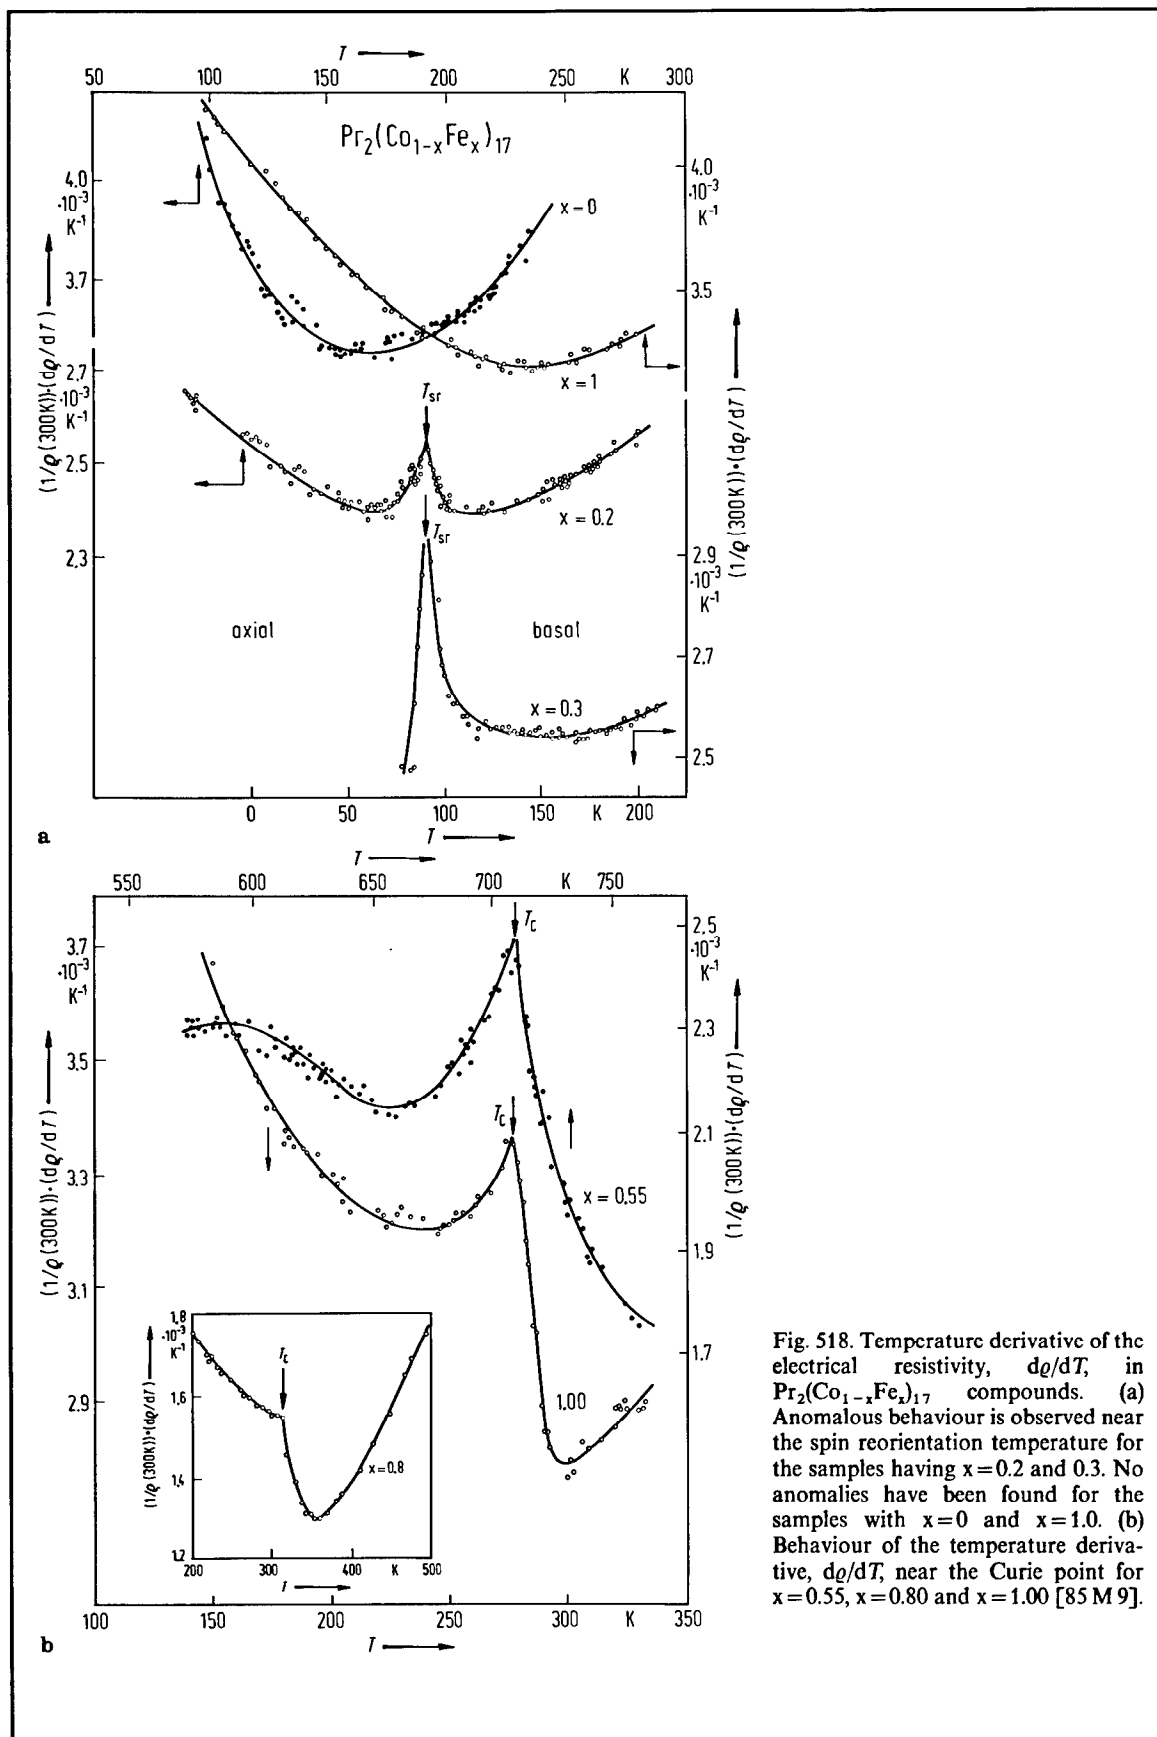 T
50 100 150 200 250 K 300
Pr₂(Co₁₋ₓFeₓ)₁₇
4.0
·10⁻³
K⁻¹
3.7
2.7
·10⁻³
K⁻¹
2.5
2.3
(1/ϱ(300K))·(dϱ/dT)
4.0
·10⁻³
K⁻¹
3.5
2.9
·10⁻³
K⁻¹
2.7
2.5
(1/ϱ(300K))·(dϱ/dT)
x=0
x=1
Tsr
x=0.2
Tsr
axial
basal
x=0.3
0 50 100 150 K 200
T
a
T
550 600 650 700 K 750
3.7
·10⁻³
K⁻¹
3.5
3.3
3.1
2.9
(1/ϱ(300K))·(dϱ/dT)
2.5
·10⁻³
K⁻¹
2.3
2.1
1.9
1.7
(1/ϱ(300K))·(dϱ/dT)
TC
TC
x=0.55
1.00
1.8
·10⁻³
K⁻¹
1.6
1.4
1.2
(1/ϱ(300K))·(dϱ/dT)
TC
x=0.8
200 300 400 K 500
T
100 150 200 250 300 K 350
b
T
Fig. 518. Temperature derivative of the
electrical resistivity, dϱ/dT, in
Pr₂(Co₁₋ₓFeₓ)₁₇ compounds. (a)
Anomalous behaviour is observed near
the spin reorientation temperature for
the samples having x=0.2 and 0.3. No
anomalies have been found for the
samples with x=0 and x=1.0. (b)
Behaviour of the temperature deriva-
tive, dϱ/dT, near the Curie point for
x=0.55, x=0.80 and x=1.00 [85 M 9].